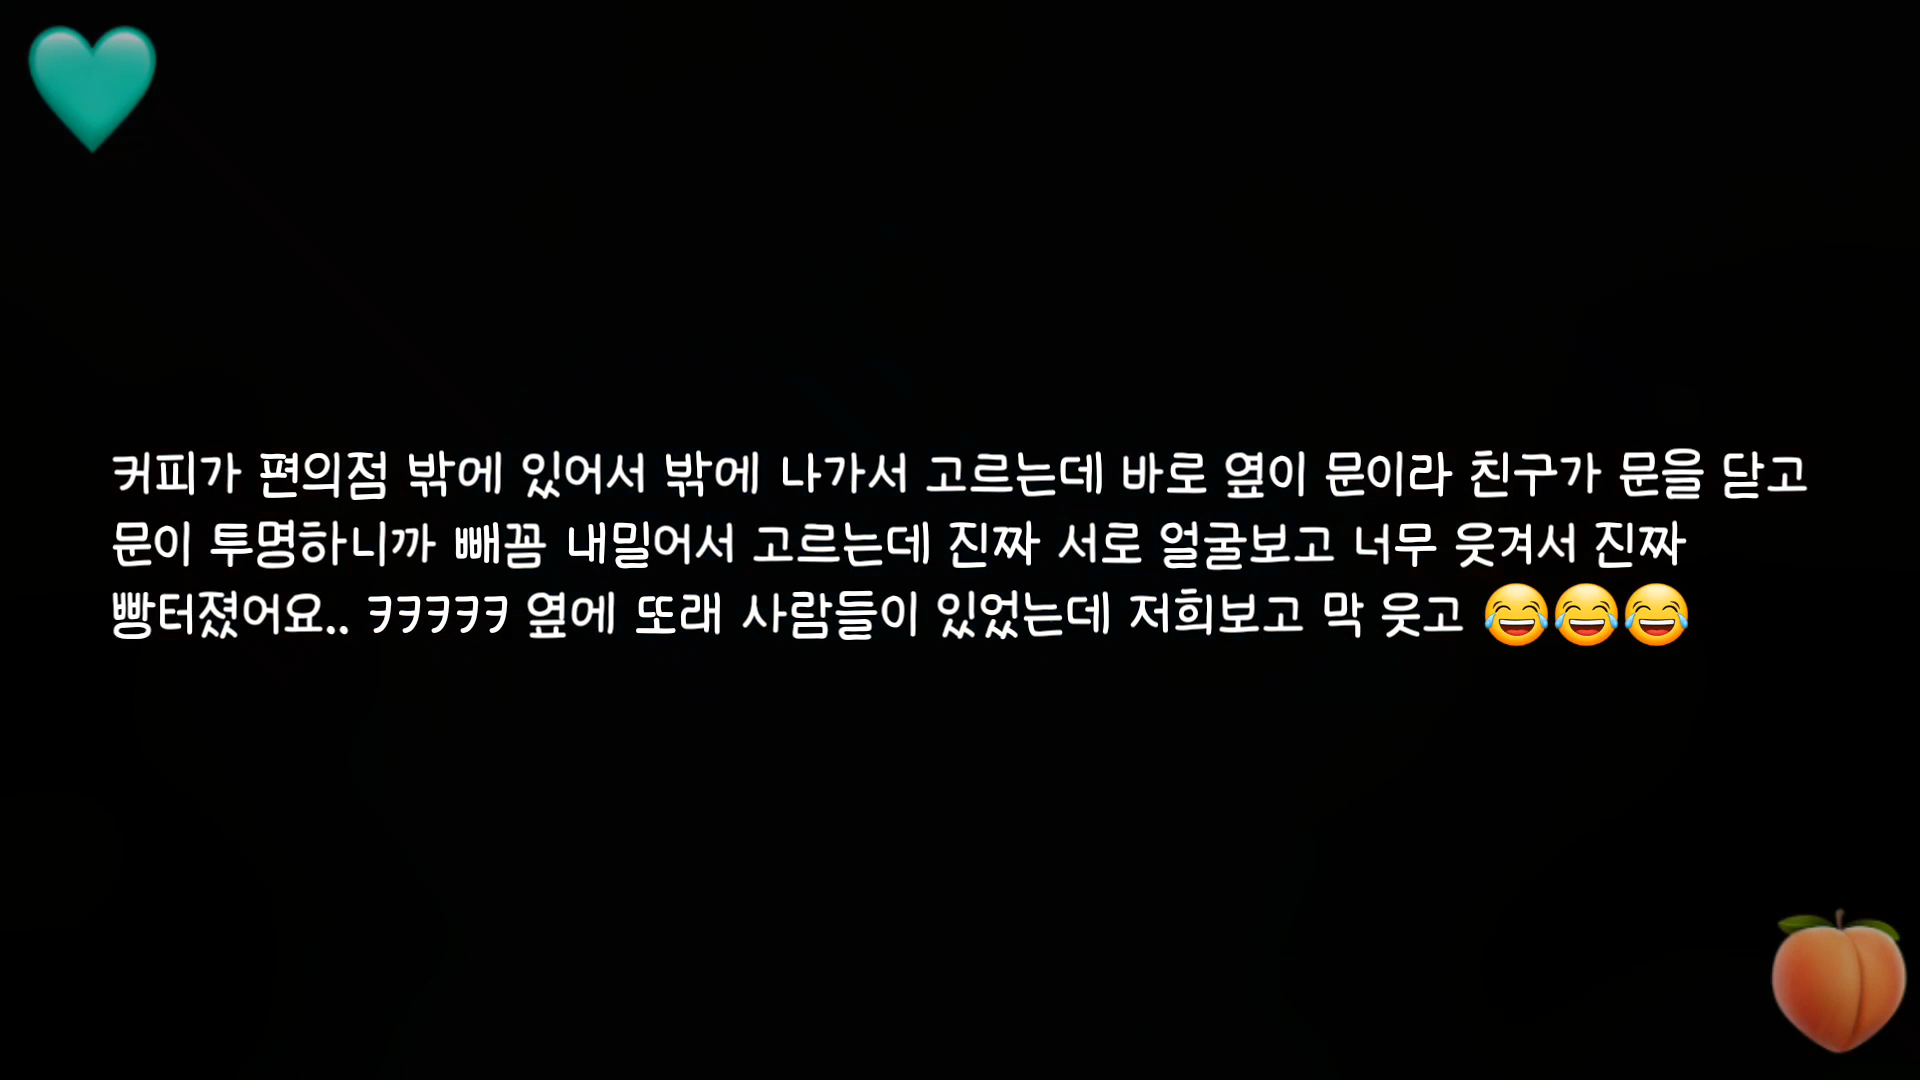 커피가 편의점 밖에 있어서 밖에 나가서 고르는데 바로 옆이 문이라 친구가 문을 닫고
문이 투명하니까 빼꼼 내밀어서 고르는데 진짜 서로 얼굴보고 너무 웃겨서 진짜
빵터졌어요.. ㅋㅋㅋㅋㅋ 옆에 또래 사람들이 있었는데 저희보고 막 웃고 😂😂😂